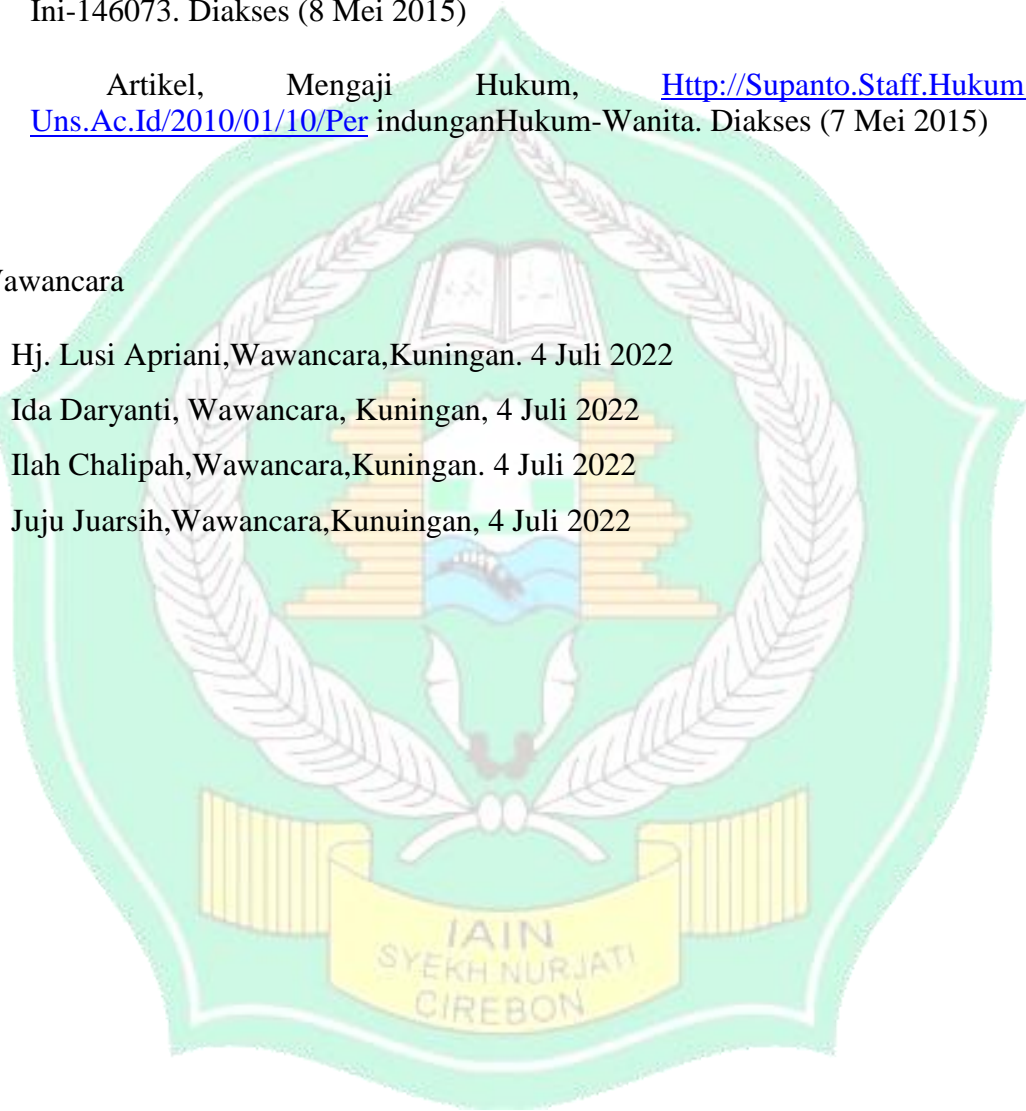 Ini-146073. Diakses (8 Mei 2015)
Artikel, Mengaji Hukum, Http://Supanto.Staff.Hukum
Uns.Ac.Id/2010/01/10/Per indunganHukum-Wanita. Diakses (7 Mei 2015)
awancara
Hj. Lusi Apriani,Wawancara,Kuningan. 4 Juli 2022
Ida Daryanti, Wawancara, Kuningan, 4 Juli 2022
Ilah Chalipah,Wawancara,Kuningan. 4 Juli 2022
Juju Juarsih,Wawancara,Kunuingan, 4 Juli 2022
IAIN
SYEKH NURJATI
CIREBON